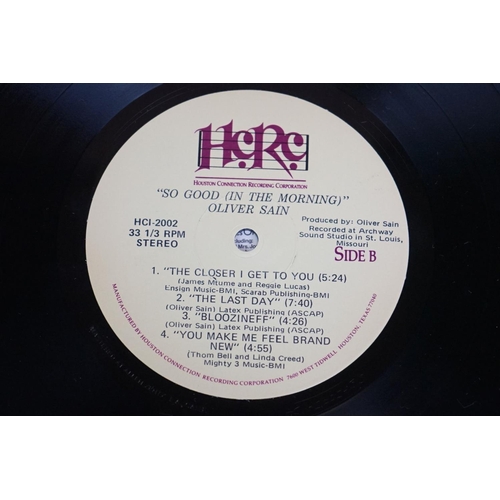 HcRc
HOUSTON CONNECTION RECORDING CORPORATION
"SO GOOD (IN THE MORNING)"
OLIVER SAIN
HCI-2002
33 1/3 RPM
STEREO
Produced by: Oliver Sain
Recorded at Archway
Sound Studio in St. Louis,
Missouri
SIDE B
1. "THE CLOSER I GET TO YOU (5:24)
(James Mtume and Reggie Lucas)
Ensign Music-BMI, Scarab Publishing-BMI
2. "THE LAST DAY" (7:40)
(Oliver Sain) Latex Publishing (ASCAP)
3. "BLOOZINEFF" (4:26)
(Oliver Sain) Latex Publishing (ASCAP)
4. "YOU MAKE ME FEEL BRAND
NEW" (4:55)
(Thom Bell and Linda Creed)
Mighty 3 Music-BMI
MANUFACTURED BY HOUSTON CONNECTION RECORDING CORPORATION 7600 WEST TIDWELL, HOUSTON, TEXAS 77040